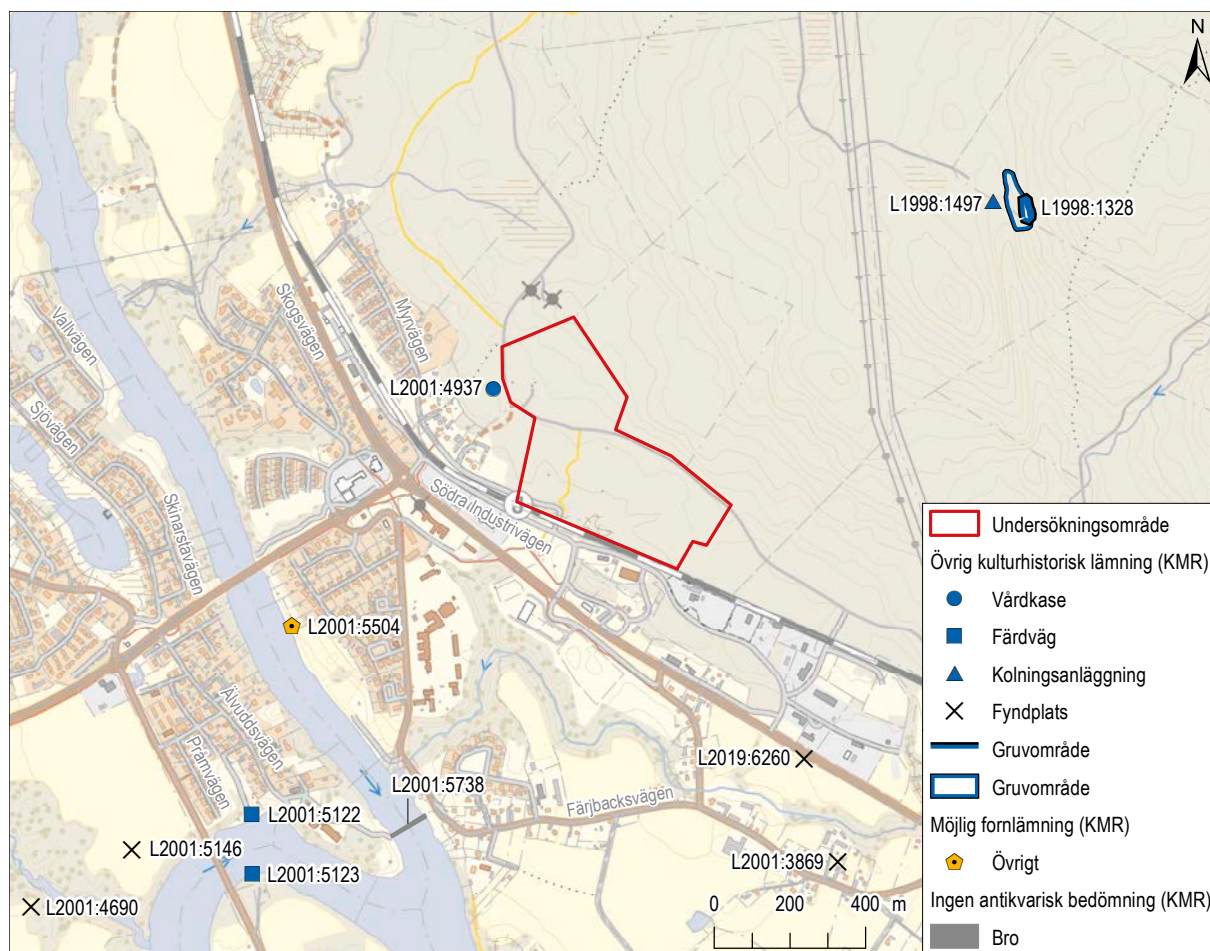 N
L1998:1497
L1998:1328
Vallvägen
Skogsvägen
Myrvägen
L2001:4937
Sjövägen
Skinarstavägen
Södra Industrivägen
L2001:5504
Älvuddsvägen
Prämvägen
L2001:5738
L2001:5122
Färjbacksvägen
L2019:6260
L2001:5146
L2001:5123
L2001:3869
L2001:4690
0 200 400 m
Undersökningsområde
Övrig kulturhistorisk lämning (KMR)
Vårdkase
Färdväg
Kolningsanläggning
Fyndplats
Gruvområde
Gruvområde
Möjlig fornlämning (KMR)
Övrigt
Ingen antikvarisk bedömning (KMR)
Bro